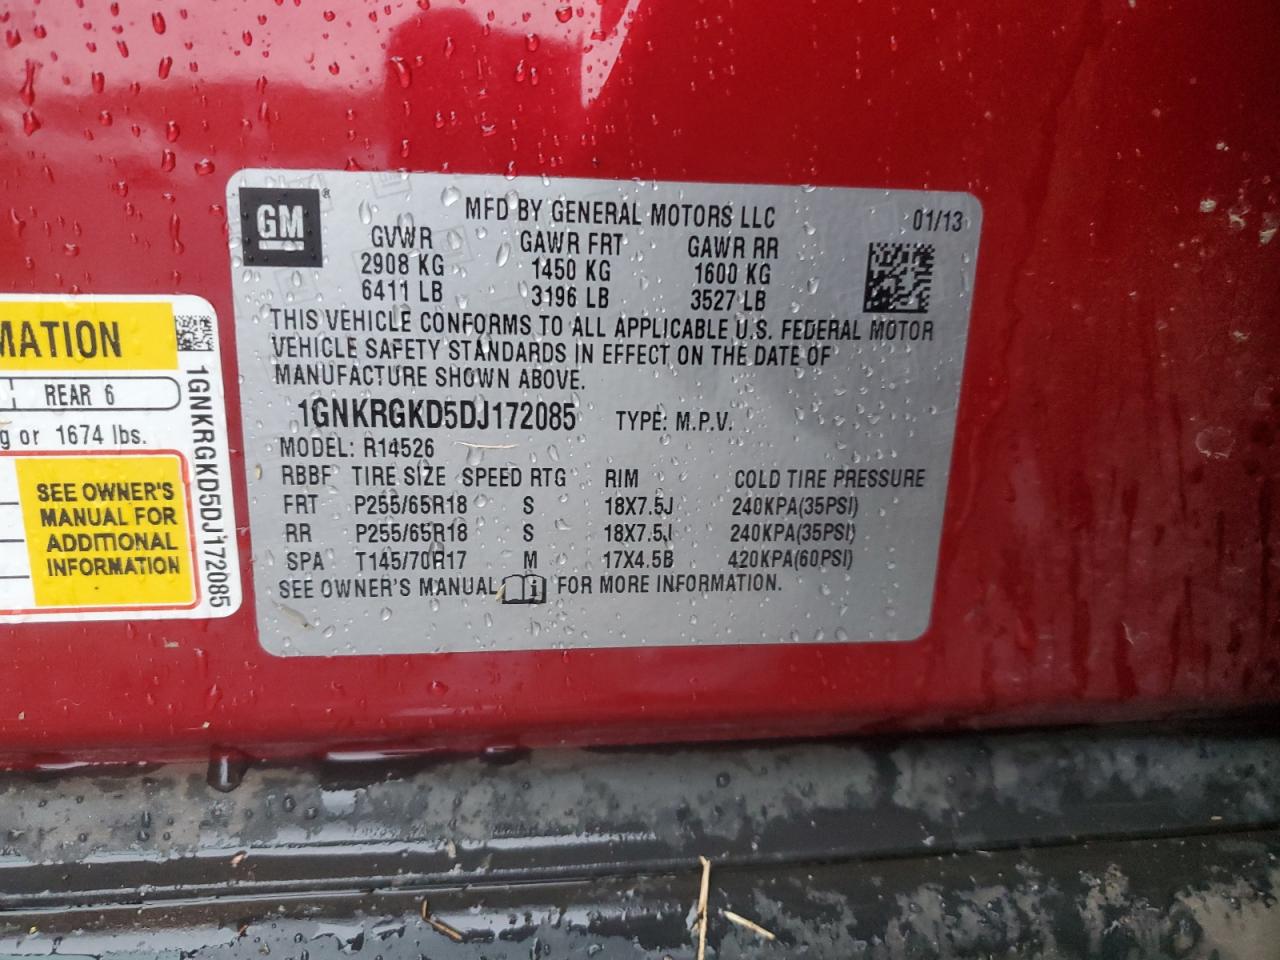 MATION
REAR 6
g or 1674 lbs.
SEE OWNER'S
MANUAL FOR
ADDITIONAL
INFORMATION
1GNKRGKD5DJ172085
GM ®
MFD BY GENERAL MOTORS LLC 01/13
GVWR GAWR FRT GAWR RR
2908 KG 1450 KG 1600 KG
6411 LB 3196 LB 3527 LB
THIS VEHICLE CONFORMS TO ALL APPLICABLE U.S. FEDERAL MOTOR
VEHICLE SAFETY STANDARDS IN EFFECT ON THE DATE OF
MANUFACTURE SHOWN ABOVE.
1GNKRGKD5DJ172085 TYPE: M.P.V.
MODEL: R14526
RBBF TIRE SIZE SPEED RTG RIM COLD TIRE PRESSURE
FRT P255/65R18 S 18X7.5J 240KPA(35PSI)
RR P255/65R18 S 18X7.5J 240KPA(35PSI)
SPA T145/70R17 M 17X4.5B 420KPA(60PSI)
SEE OWNER'S MANUAL i FOR MORE INFORMATION.